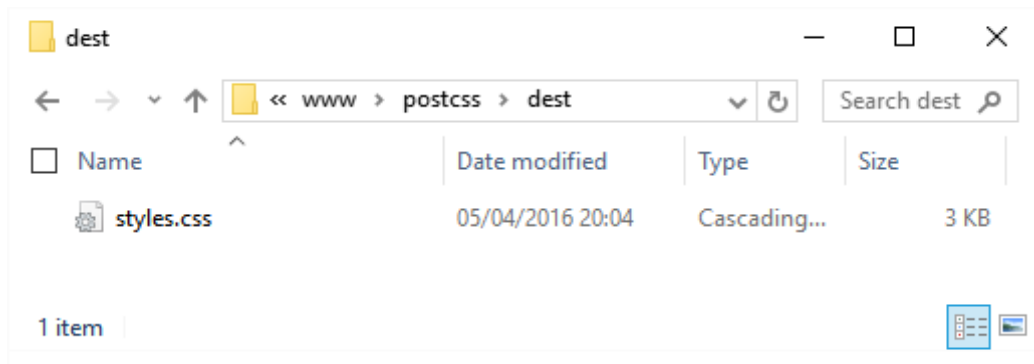 dest
« www > postcss > dest Search dest
Name Date modified Type Size
styles.css 05/04/2016 20:04 Cascading... 3 KB
1 item